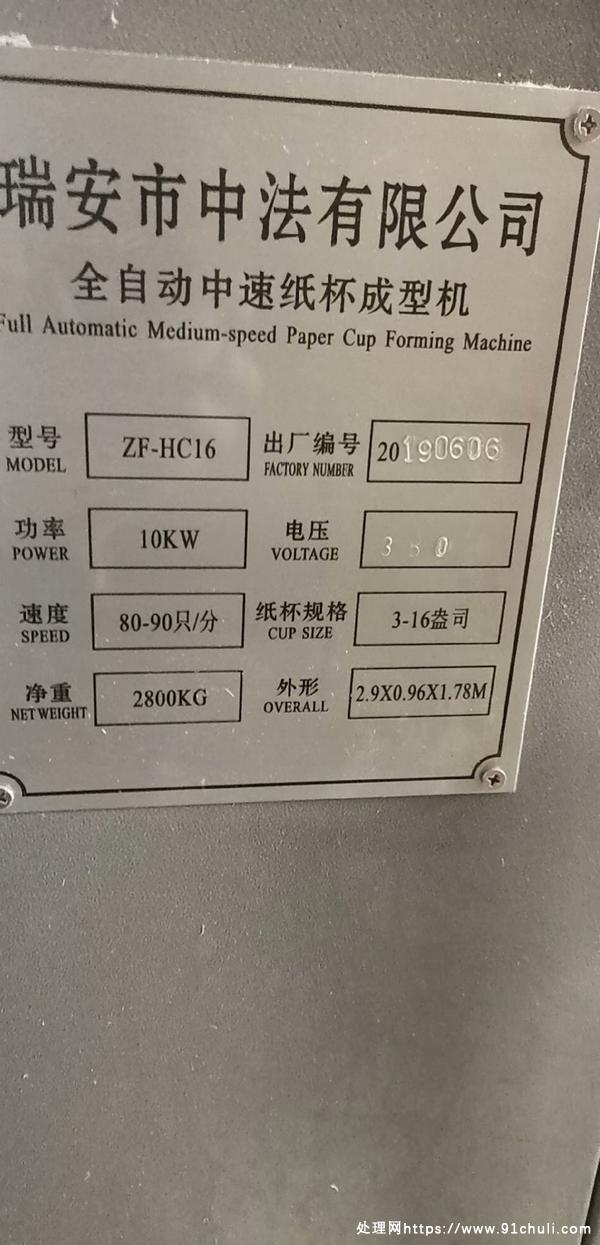 瑞安市中法有限公司
全自动中速纸杯成型机
Full Automatic Medium-speed Paper Cup Forming Machine
型号 MODEL ZF-HC16 出厂编号 FACTORY NUMBER 20190606
功率 POWER 10KW 电压 VOLTAGE 380
速度 SPEED 80-90只/分 纸杯规格 CUP SIZE 3-16盎司
净重 NET WEIGHT 2800KG 外形 OVERALL 2.9X0.96X1.78M
处理网https://www.91chuli.com/